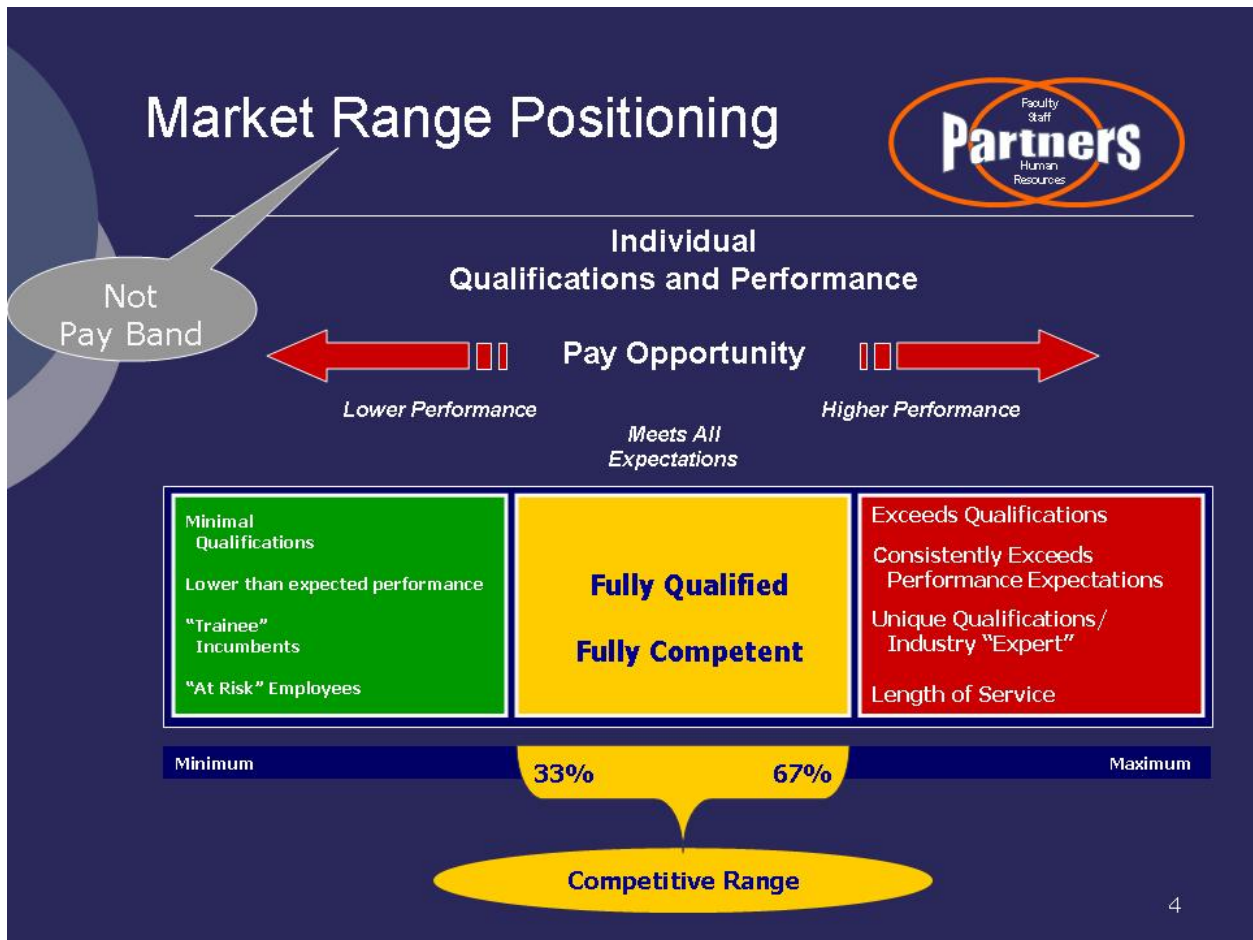 Market Range Positioning
Faculty
Staff
Partners
Human
Resources
Not
Pay Band
Individual
Qualifications and Performance
Pay Opportunity
Lower Performance
Higher Performance
Meets All
Expectations
Minimal
Qualifications
Lower than expected performance
“Trainee”
Incumbents
“At Risk” Employees
Fully Qualified
Fully Competent
Exceeds Qualifications
Consistently Exceeds
Performance Expectations
Unique Qualifications/
Industry “Expert”
Length of Service
Minimum
33%
67%
Maximum
Competitive Range
4